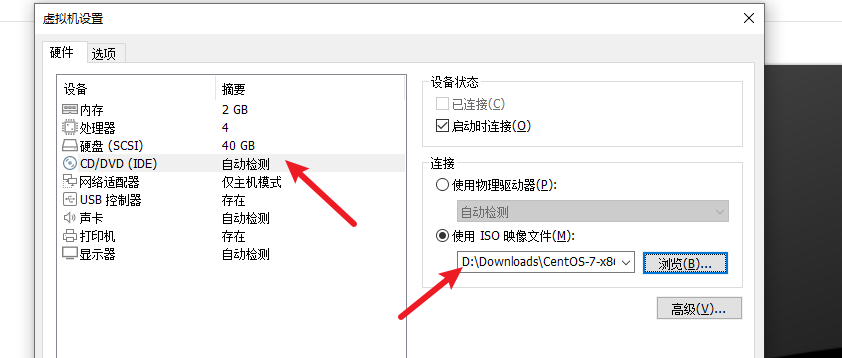 虚拟机设置
硬件 选项
设备 摘要
内存 2 GB
处理器 4
硬盘 (SCSI) 40 GB
CD/DVD (IDE) 自动检测
网络适配器 仅主机模式
USB 控制器 存在
声卡 自动检测
打印机 存在
显示器 自动检测
设备状态
已连接(C)
启动时连接(O)
连接
使用物理驱动器(P):
自动检测
使用 ISO 映像文件(M):
D:\Downloads\CentOS-7-x86
浏览(B)...
高级(V)...